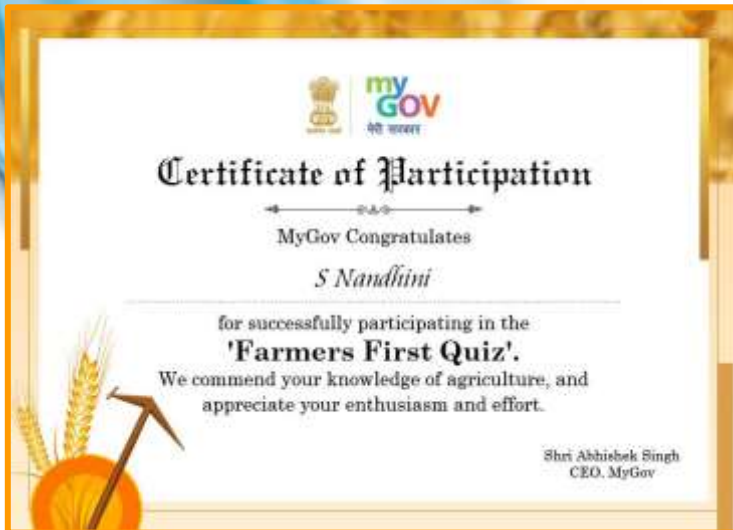 my
GOV
मेरी सरकार
Certificate of Participation
MyGov Congratulates
S Nandhini
for successfully participating in the
'Farmers First Quiz'.
We commend your knowledge of agriculture, and
appreciate your enthusiasm and effort.
Shri Abhishek Singh
CEO, MyGov